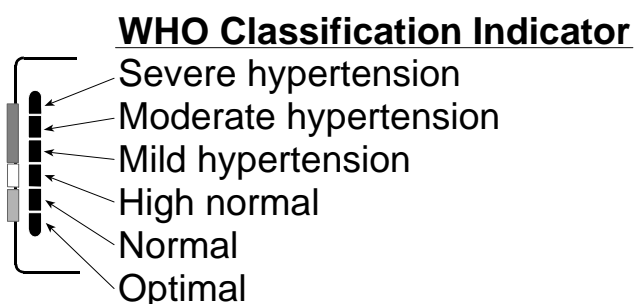 WHO Classification Indicator
Severe hypertension
Moderate hypertension
Mild hypertension
High normal
Normal
Optimal